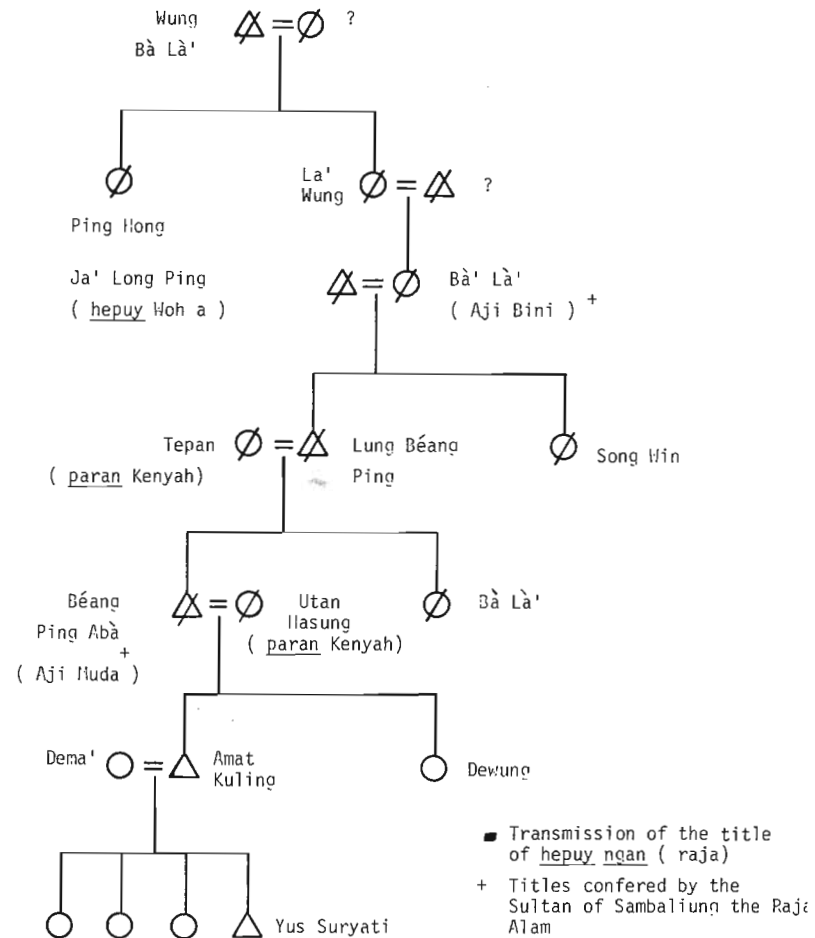 Wung
Bà Là'
?
La'
Wung
?
Ping Hong
Ja' Long Ping
( hepuy Woh a )
Bà' Là'
( Aji Bini ) +
Tepan
( paran Kenyah)
Lung Béang
Ping
Song Win
Béang
Ping Abà
+
( Aji Muda )
Utan
Hasung
( paran Kenyah)
Bà Là'
Dema'
Amat
Kuling
Dewung
Yus Suryati
Transmission of the title
of hepuy ngan ( raja)
+ Titles confered by the
Sultan of Sambaliung the Raja
Alam